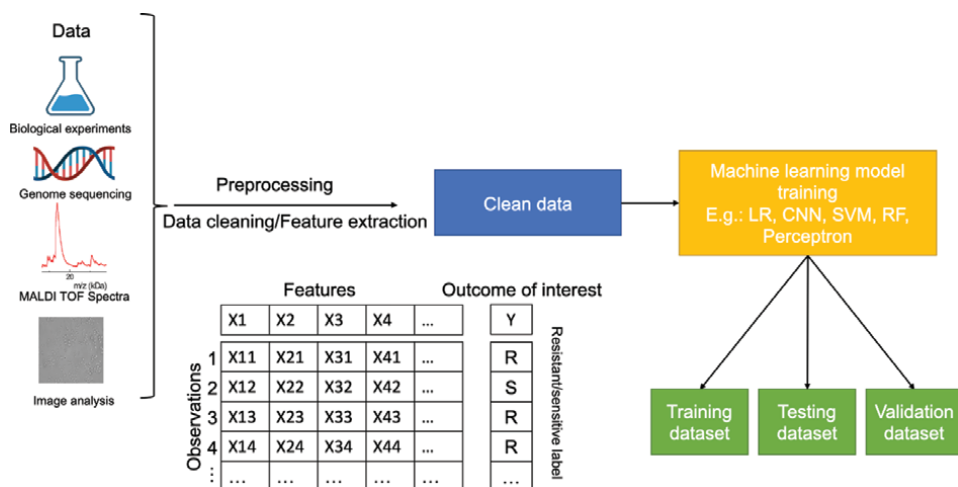 Data
Biological experiments
Genome sequencing
20
m/z (kDa)
MALDI TOF Spectra
Image analysis
Preprocessing
Data cleaning/Feature extraction
Clean data
Machine learning model
training
E.g.: LR, CNN, SVM, RF,
Perceptron
Training
dataset
Testing
dataset
Validation
dataset
Features
Outcome of interest
X1 X2 X3 X4 ... Y
1 X11 X21 X31 X41 ... R
2 X12 X22 X32 X42 ... S
3 X13 X23 X33 X43 ... R
4 X14 X24 X34 X44 ... R
⋮ ... ... ... ... ... ...
Observations
Resistant/sensitive label